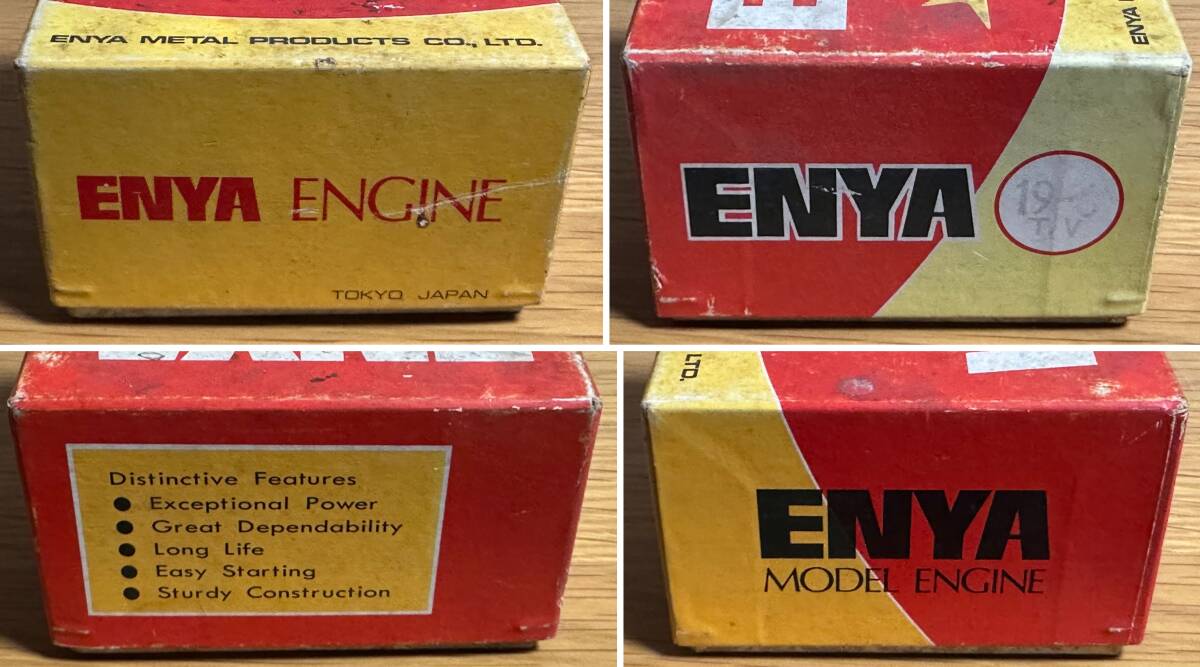 ENYA METAL PRODUCTS CO., LTD.
ENYA ENGINE
TOKYO JAPAN
ENYA
ENYA
19
T.V
Distinctive Features
● Exceptional Power
● Great Dependability
● Long Life
● Easy Starting
● Sturdy Construction
LTD.
ENYA
MODEL ENGINE